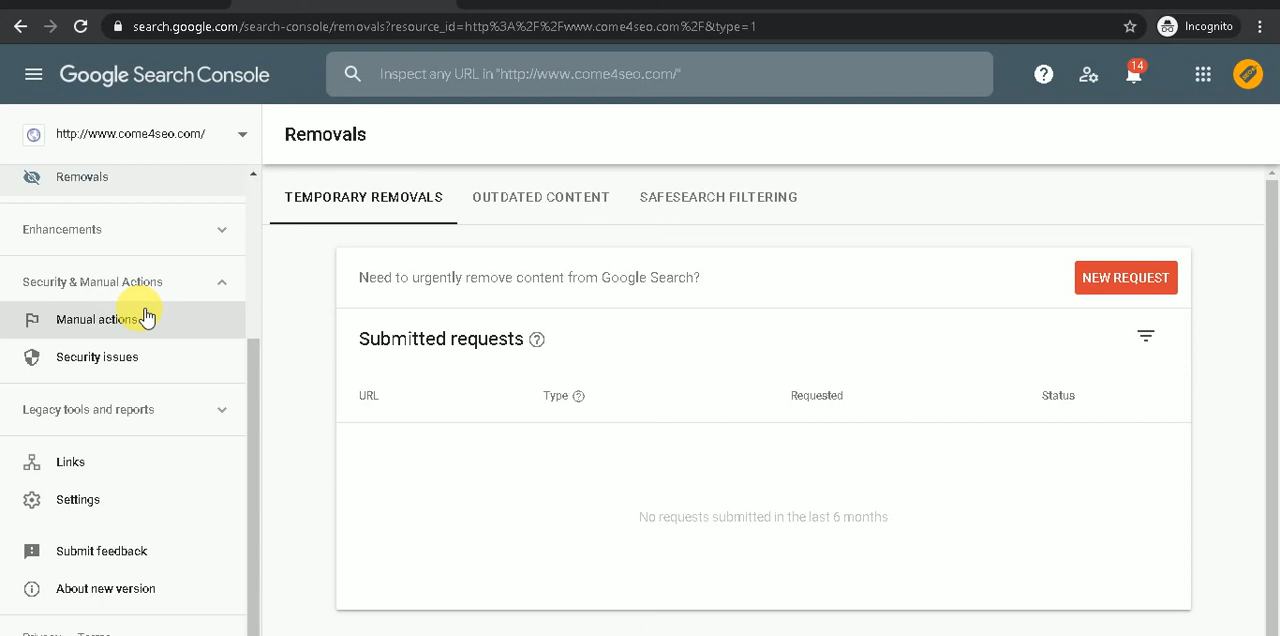 search.google.com/search-console/removals?resource_id=http%3A%2F%2Fwww.come4seo.com%2F&type=1
Incognito
Google Search Console
Inspect any URL in "http://www.come4seo.com/"
14
http://www.come4seo.com/
Removals
Removals
TEMPORARY REMOVALS
OUTDATED CONTENT
SAFESEARCH FILTERING
Enhancements
Security & Manual Actions
Manual actions
Security issues
Legacy tools and reports
Links
Settings
Submit feedback
About new version
Privacy Terms
Need to urgently remove content from Google Search?
NEW REQUEST
Submitted requests
URL
Type
Requested
Status
No requests submitted in the last 6 months